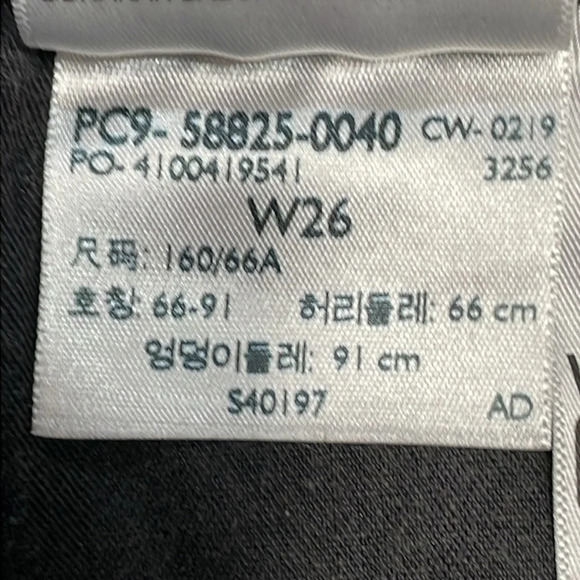 PC9- 58825-0040 CW- 0219
PO- 4100419541 3256
W26
尺码: 160/66A
호칭: 66-91 허리둘레: 66 cm
엉덩이둘레: 91 cm
S40197 AD